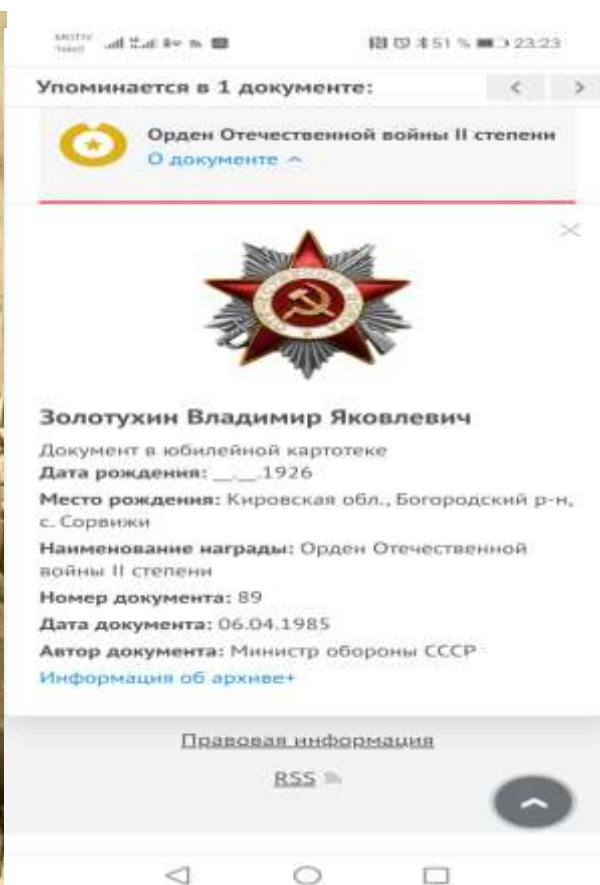 MOTIV
51 % 23:23
Упоминается в 1 документе:
Орден Отечественной войны II степени
О документе
Золотухин Владимир Яковлевич
Документ в юбилейной картотеке
Дата рождения: __.__.1926
Место рождения: Кировская обл., Богородский р-н,
с. Сорвижи
Наименование награды: Орден Отечественной
войны II степени
Номер документа: 89
Дата документа: 06.04.1985
Автор документа: Министр обороны СССР
Информация об архиве+
Правовая информация
RSS